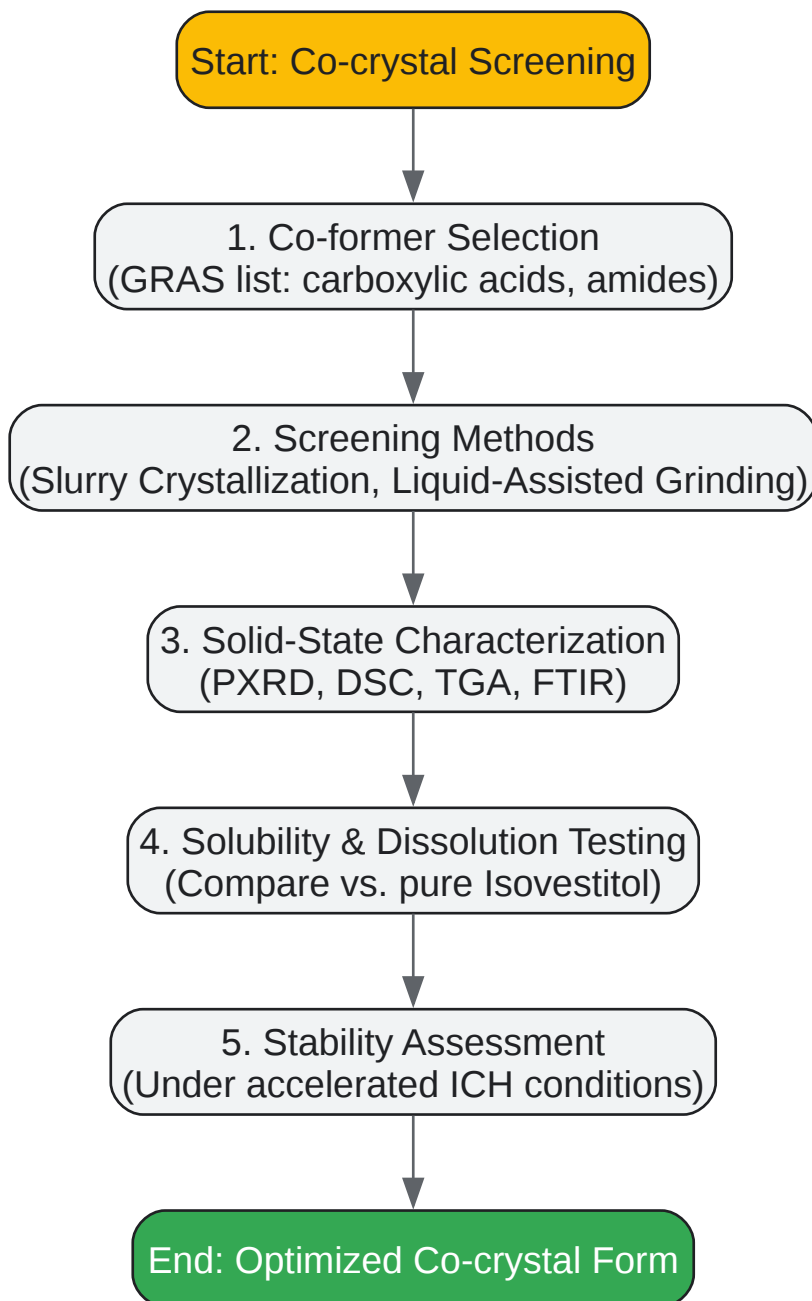 Start: Co-crystal Screening
1. Co-former Selection
(GRAS list: carboxylic acids, amides)
2. Screening Methods
(Slurry Crystallization, Liquid-Assisted Grinding)
3. Solid-State Characterization
(PXRD, DSC, TGA, FTIR)
4. Solubility & Dissolution Testing
(Compare vs. pure Isovestitol)
5. Stability Assessment
(Under accelerated ICH conditions)
End: Optimized Co-crystal Form